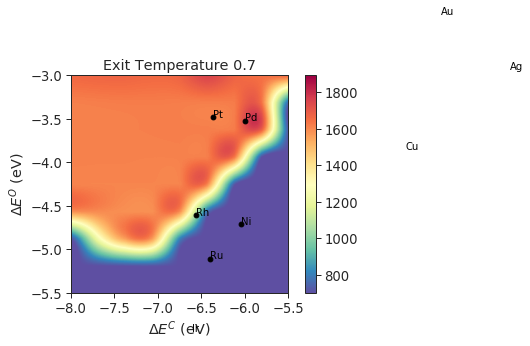 Au
Exit Temperature 0.7
Ag
−3.0
−3.5
−4.0
−4.5
−5.0
−5.5
ΔE^O (eV)
Pt
Pd
Cu
Rh
Ni
Ru
1800
1600
1400
1200
1000
800
−8.0 −7.5 −7.0 −6.5 −6.0 −5.5
ΔE^C (eV)